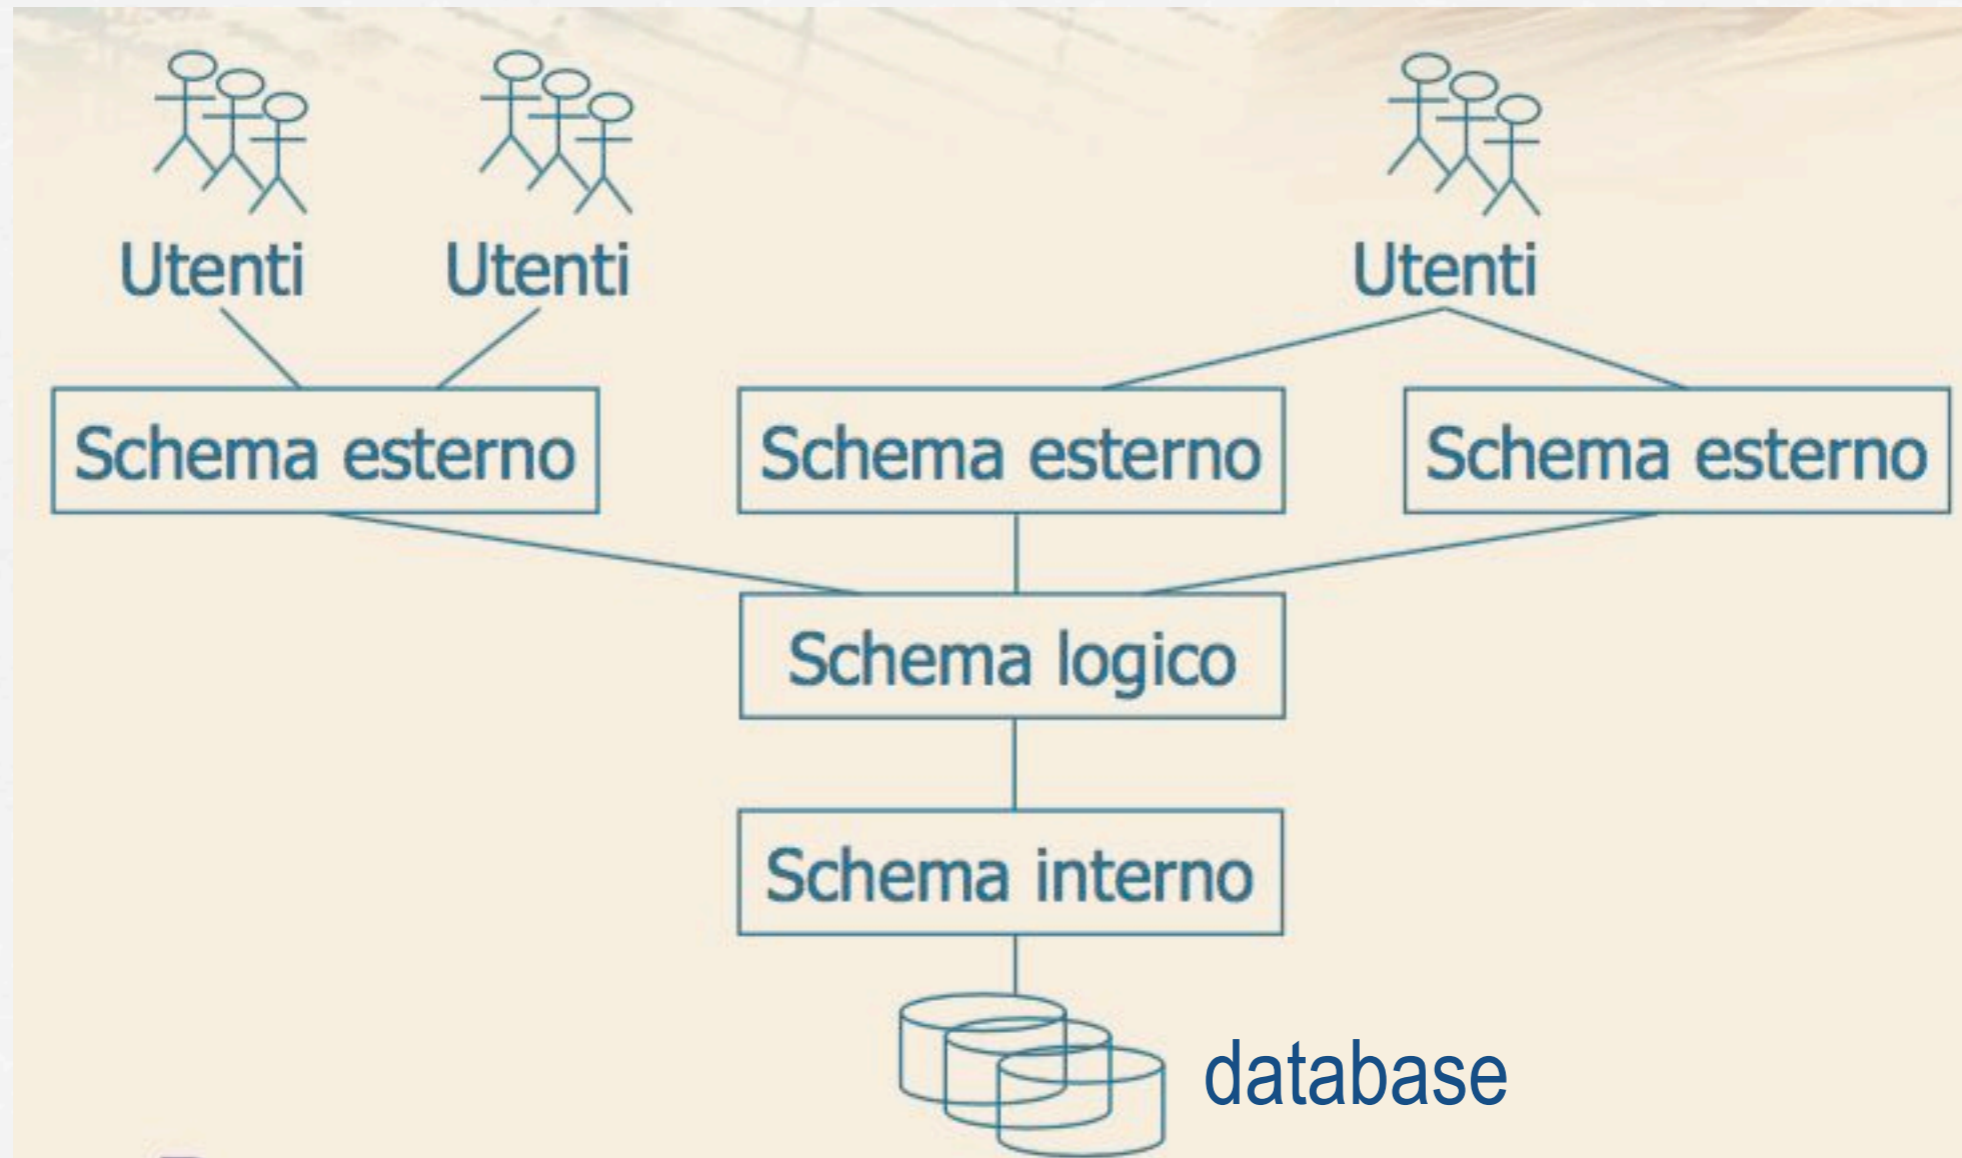 Utenti
Utenti
Utenti
Schema esterno
Schema esterno
Schema esterno
Schema logico
Schema interno
database